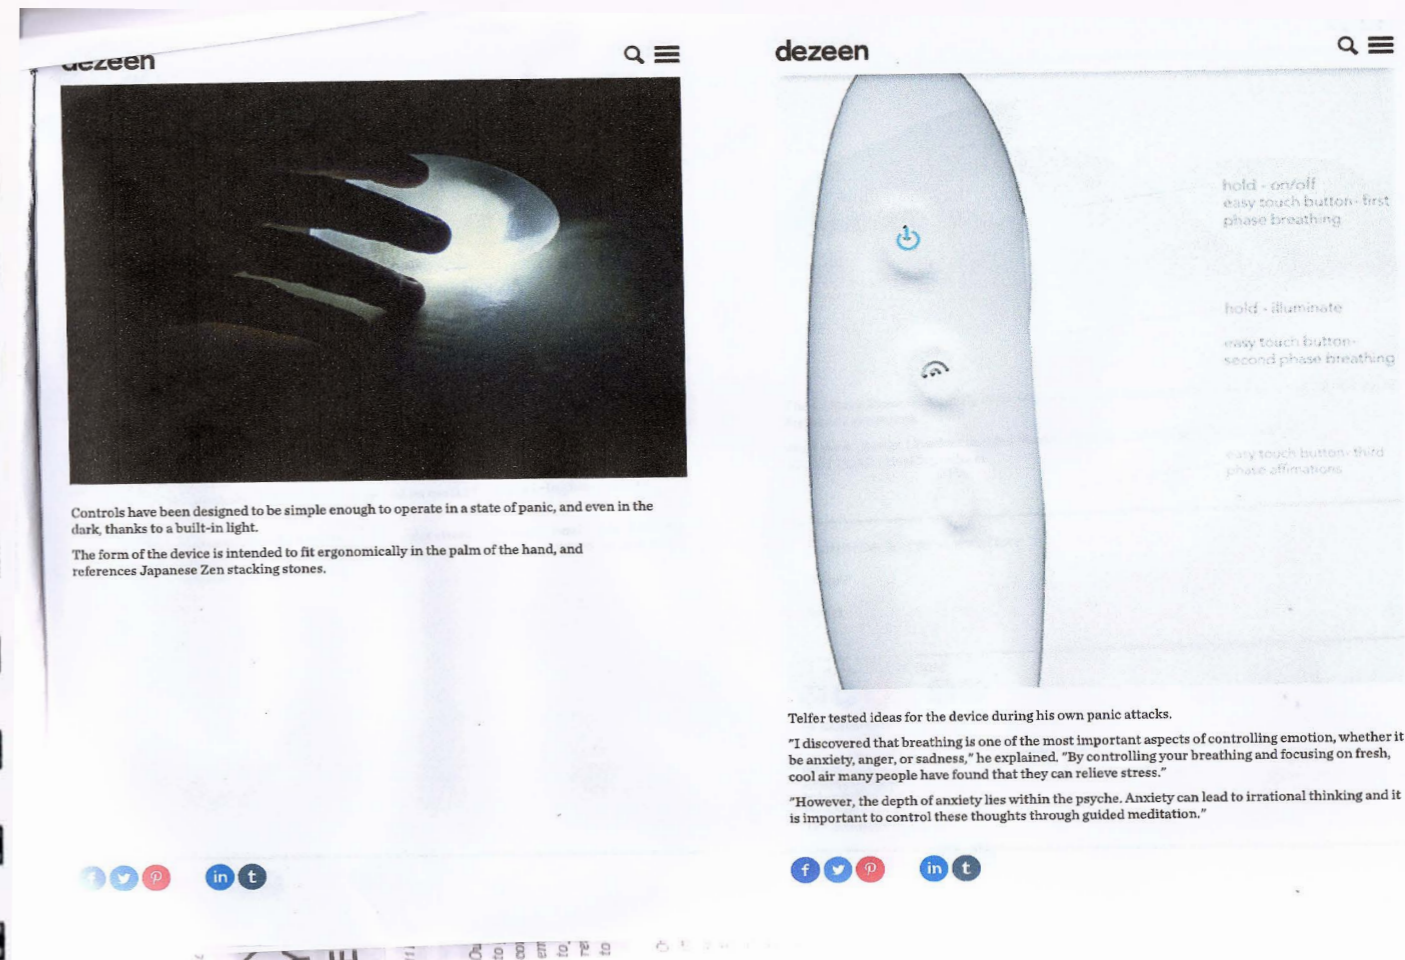 dezeen
Controls have been designed to be simple enough to operate in a state of panic, and even in the
dark, thanks to a built-in light.
The form of the device is intended to fit ergonomically in the palm of the hand, and
references Japanese Zen stacking stones.
f
in
t
dezeen
hold - on/off
easy touch button- first
phase breathing
hold - illuminate
easy touch button-
second phase breathing
easy touch button- third
phase affirmations
Telfer tested ideas for the device during his own panic attacks.
"I discovered that breathing is one of the most important aspects of controlling emotion, whether it
be anxiety, anger, or sadness," he explained. "By controlling your breathing and focusing on fresh,
cool air many people have found that they can relieve stress."
"However, the depth of anxiety lies within the psyche. Anxiety can lead to irrational thinking and it
is important to control these thoughts through guided meditation."
f
in
t